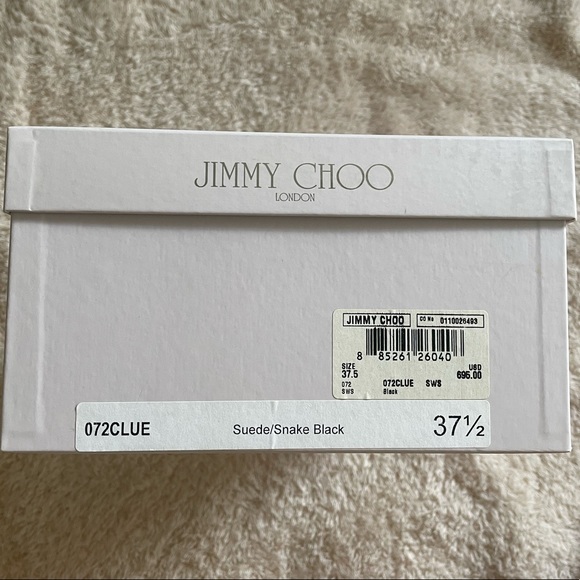 JIMMY CHOO
LONDON
JIMMY CHOO CO No 0110026493
8 85261 26040
SIZE USD
37.5 695.00
072 072CLUE SWS
SWS Black
072CLUE Suede/Snake Black 37½